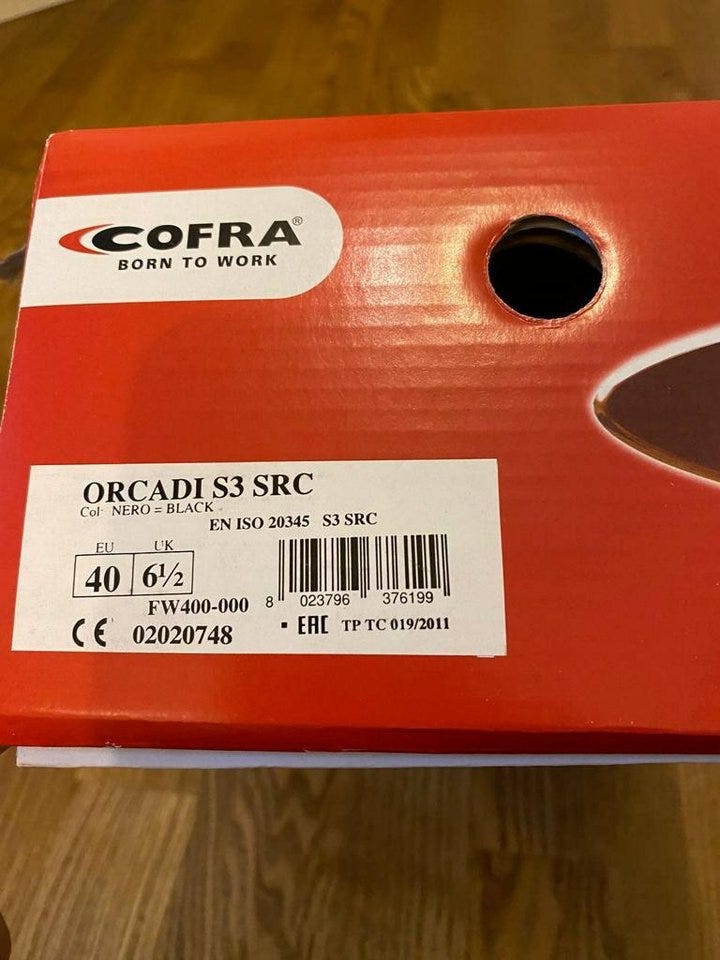 COFRA®
BORN TO WORK
ORCADI S3 SRC
Col: NERO = BLACK
EN ISO 20345 S3 SRC
EU UK
40 6½
FW400-000
8 023796 376199
CE 02020748
EAC TP TC 019/2011